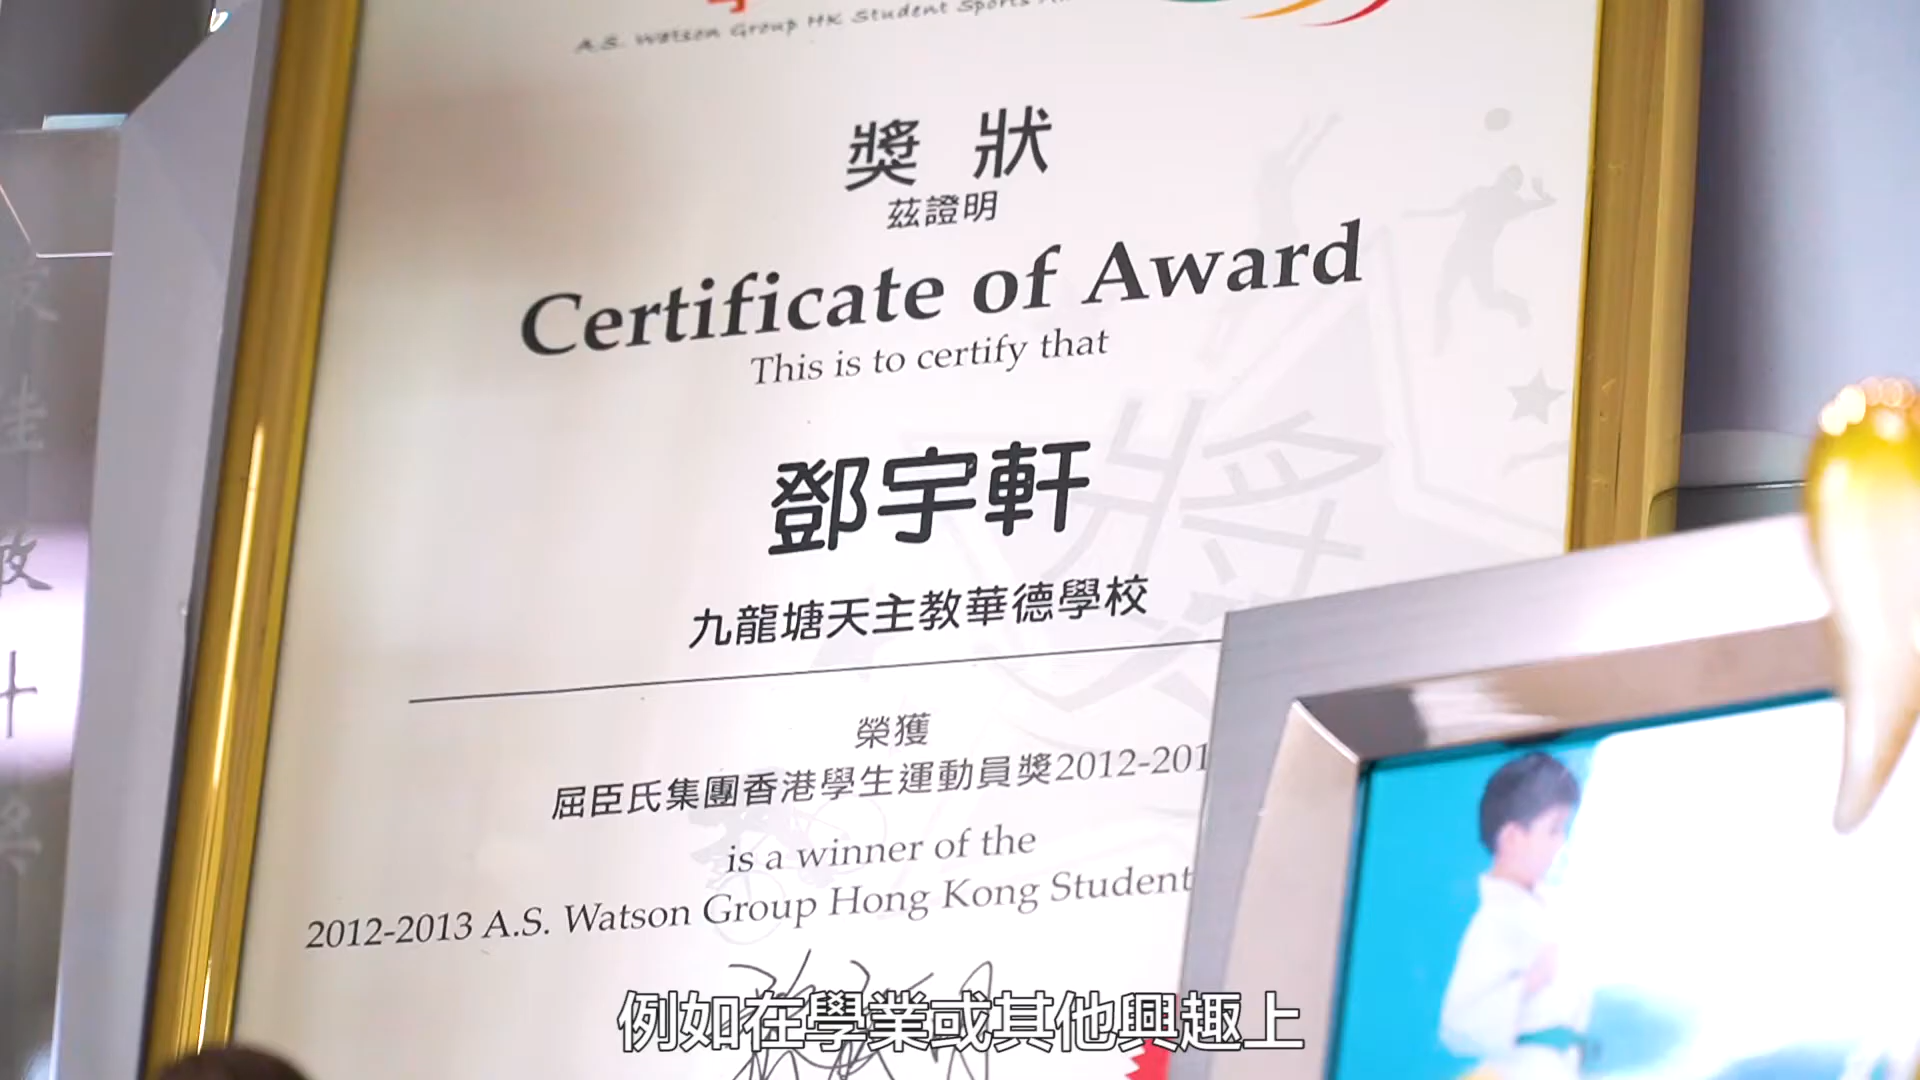 A.S. Watson Group HK Student Sports
獎 狀
茲證明
Certificate of Award
This is to certify that
鄧宇軒
九龍塘天主教華德學校
榮獲
屈臣氏集團香港學生運動員獎2012-201
is a winner of the
2012-2013 A.S. Watson Group Hong Kong Student
例如在學業或其他興趣上